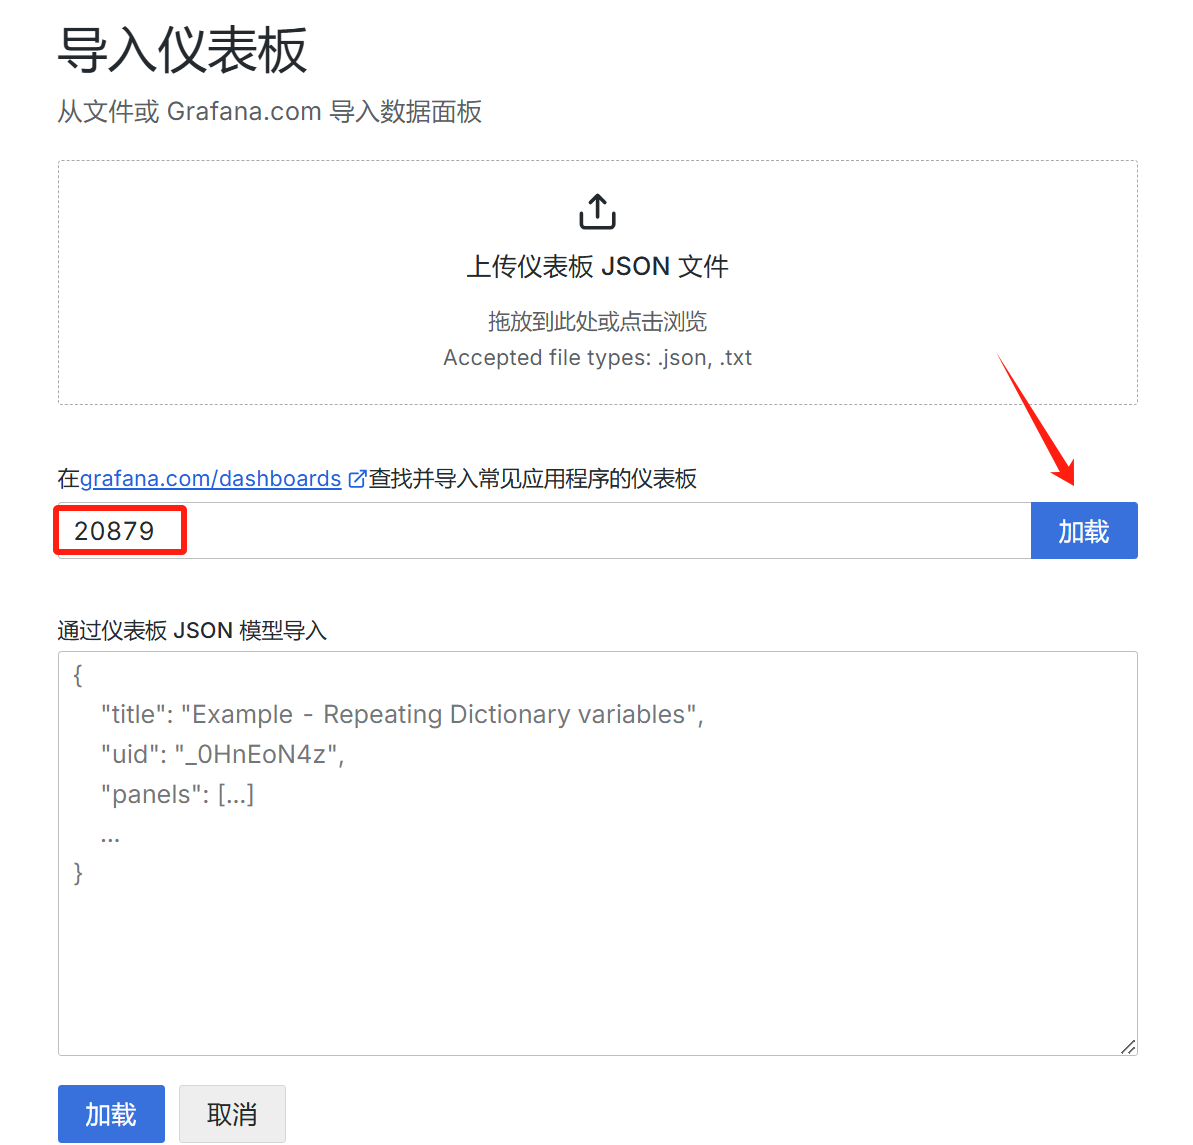 导入仪表板
从文件或 Grafana.com 导入数据面板
上传仪表板 JSON 文件
拖放到此处或点击浏览
Accepted file types: .json, .txt
在grafana.com/dashboards查找并导入常见应用程序的仪表板
20879 加载
通过仪表板 JSON 模型导入
{
"title": "Example - Repeating Dictionary variables",
"uid": "_0HnEoN4z",
"panels": [...]
...
}
加载 取消